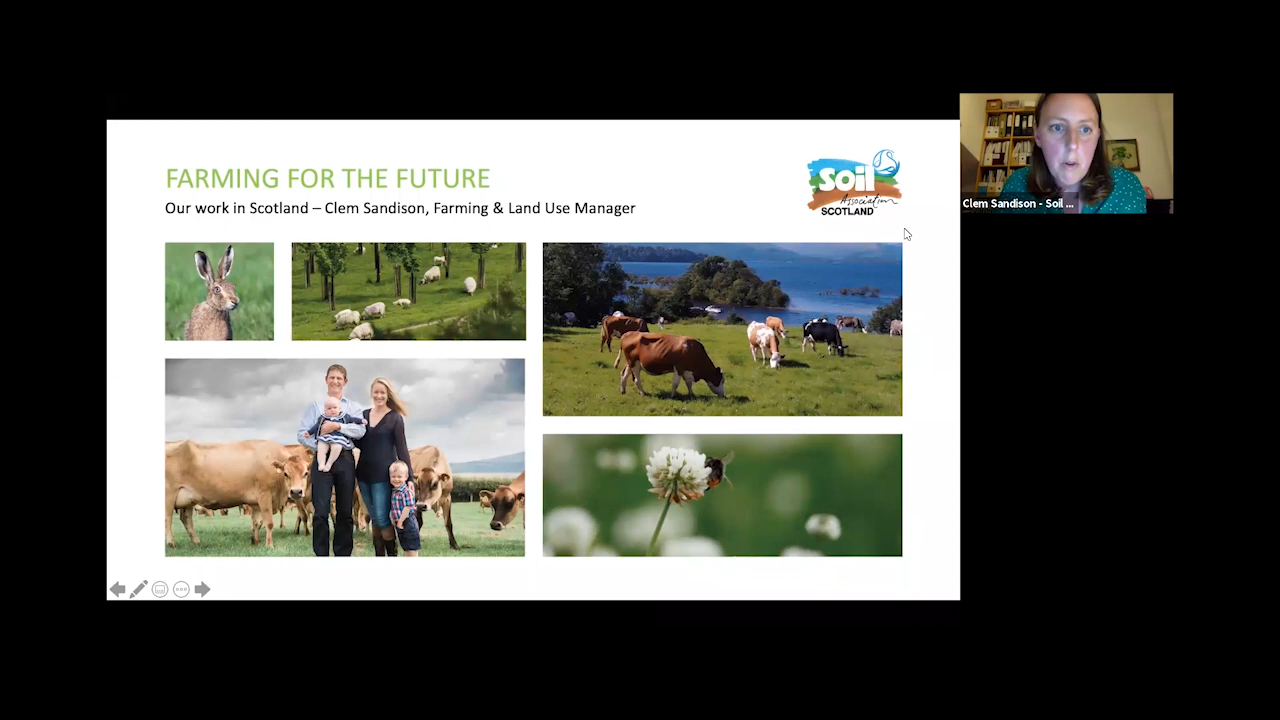 FARMING FOR THE FUTURE
Our work in Scotland – Clem Sandison, Farming & Land Use Manager
Soil
Association
SCOTLAND
Clem Sandison - Soil ...